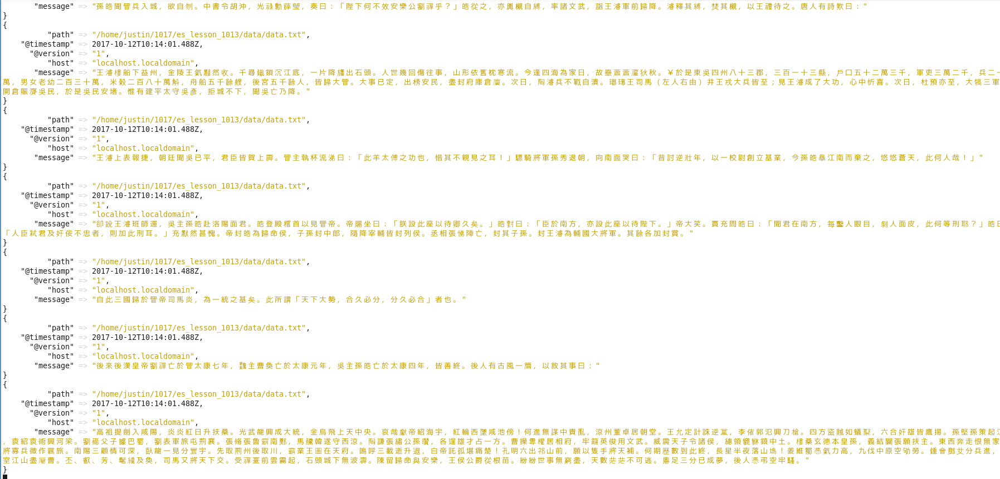 "message" => "孫皓聞晉兵入城，欲自刎。中書令胡沖，光祿勳薛瑩，奏曰：「陛下何不效安樂公劉禪乎？」皓從之，亦輿櫬自縛，率諸文武，詣王濬軍前歸降。濬釋其縛，焚其櫬，以王禮待之。唐人有詩歎曰："
}
{
"path" => "/home/justin/1017/es_lesson_1013/data/data.txt",
"@timestamp" => 2017-10-12T10:14:01.488Z,
"@version" => "1",
"host" => "localhost.localdomain",
"message" => "王濬樓船下益州，金陵王氣黯然收。千尋鐵鎖沉江底，一片降旛出石頭。人世幾回傷往事，山形依舊枕寒流。今逢四海為家日，故壘蕭蕭蘆荻秋。￥於是東吳四州八十三郡，三百一十三縣，戶口五十二萬三千，軍吏三萬二千，兵二十
萬，男女老幼二百三十萬，米穀二百八十萬斛，舟船五千餘艘，後宮五千餘人，皆歸大晉。大事已定，出榜安民，盡封府庫倉廩。次日，陶濬兵不戰自潰。瑯琊王司馬（左人右由）并王戎大兵皆至；見王濬成了大功，心中忻喜。次日，杜預亦至，大犒三軍
開倉賑濟吳民，於是吳民安堵。惟有建平太守吳彥，拒城不下，聞吳亡乃降。"
}
{
"path" => "/home/justin/1017/es_lesson_1013/data/data.txt",
"@timestamp" => 2017-10-12T10:14:01.488Z,
"@version" => "1",
"host" => "localhost.localdomain",
"message" => "王濬上表報捷，朝廷聞吳已平，君臣皆賀上壽。晉主執杯流涕曰：「此羊太傅之功也，惜其不親見之耳！」驃騎將軍孫秀退朝，向南面哭曰：「昔討逆壯年，以一校尉創立基業，今孫皓舉江南而棄之，悠悠蒼天，此何人哉！」"
}
{
"path" => "/home/justin/1017/es_lesson_1013/data/data.txt",
"@timestamp" => 2017-10-12T10:14:01.488Z,
"@version" => "1",
"host" => "localhost.localdomain",
"message" => "卻說王濬班師還，吳主孫皓赴洛陽面君。皓登殿稽首以見晉帝。帝賜坐曰：「朕設此座以待卿久矣。」皓對曰：「臣於南方，亦設此座以待陛下。」帝大笑。賈充問皓曰：「聞君在南方，每鑿人眼目，剝人面皮，此何等刑耶？」皓曰
「人臣弒君及奸佞不忠者，則加此刑耳。」充默然甚愧。帝封皓為歸命侯，子孫封中郎，隨降宰輔皆封列侯。丞相張悌陣亡，封其子孫。封王濬為輔國大將軍。其餘各加封賞。"
}
{
"path" => "/home/justin/1017/es_lesson_1013/data/data.txt",
"@timestamp" => 2017-10-12T10:14:01.488Z,
"@version" => "1",
"host" => "localhost.localdomain",
"message" => "自此三國歸於晉帝司馬炎，為一統之基矣。此所謂「天下大勢，合久必分，分久必合」者也。"
}
{
"path" => "/home/justin/1017/es_lesson_1013/data/data.txt",
"@timestamp" => 2017-10-12T10:14:01.488Z,
"@version" => "1",
"host" => "localhost.localdomain",
"message" => "後來後漢皇帝劉禪亡於晉太康七年，魏主曹奐亡於太康元年，吳主孫皓亡於太康四年，皆善終。後人有古風一篇，以敘其事曰："
}
{
"path" => "/home/justin/1017/es_lesson_1013/data/data.txt",
"@timestamp" => 2017-10-12T10:14:01.488Z,
"@version" => "1",
"host" => "localhost.localdomain",
"message" => "高祖提劍入咸陽，炎炎紅日升扶桑。光武龍興成大統，金烏飛上天中央。哀哉獻帝紹海宇，紅輪西墜咸池傍！何進無謀中貴亂，涼州董卓居朝堂。王允定計誅逆黨，李傕郭汜興刀槍。四方盜賊如蟻聚，六合奸雄皆鷹揚。孫堅孫策起江
，袁紹袁術興河梁。劉焉父子據巴蜀，劉表軍旅屯荊襄。張脩張魯霸南鄭，馬騰韓遂守西涼。陶謙張繡公孫瓚，各逞雄才占一方。曹操專權居相府，牢籠英俊用文武。威震天子令諸侯，總領貔貅鎮中土。樓桑玄德本皇孫，義結關張願扶主。東西奔走恨無家
將寡兵微作羈旅。南陽三顧情何深，臥龍一見分寰宇。先取荊州後取川，霸業王圖在天府。嗚呼三載逝升遐，白帝託孤堪痛楚！孔明六出祁山前，願以隻手將天補。何期歷數到此終，長星半夜落山塢！姜維獨憑氣力高，九伐中原空劬勞。鍾會鄧艾分兵進，
室江山盡屬曹。丕、叡、芳、髦纔及奐，司馬又將天下交。受禪臺前雲霧起，石頭城下無波濤。陳留歸命與安樂，王侯公爵從根苗。紛紛世事無窮盡，天數茫茫不可逃。鼎足三分已成夢，後人憑弔空牢騷。"
}